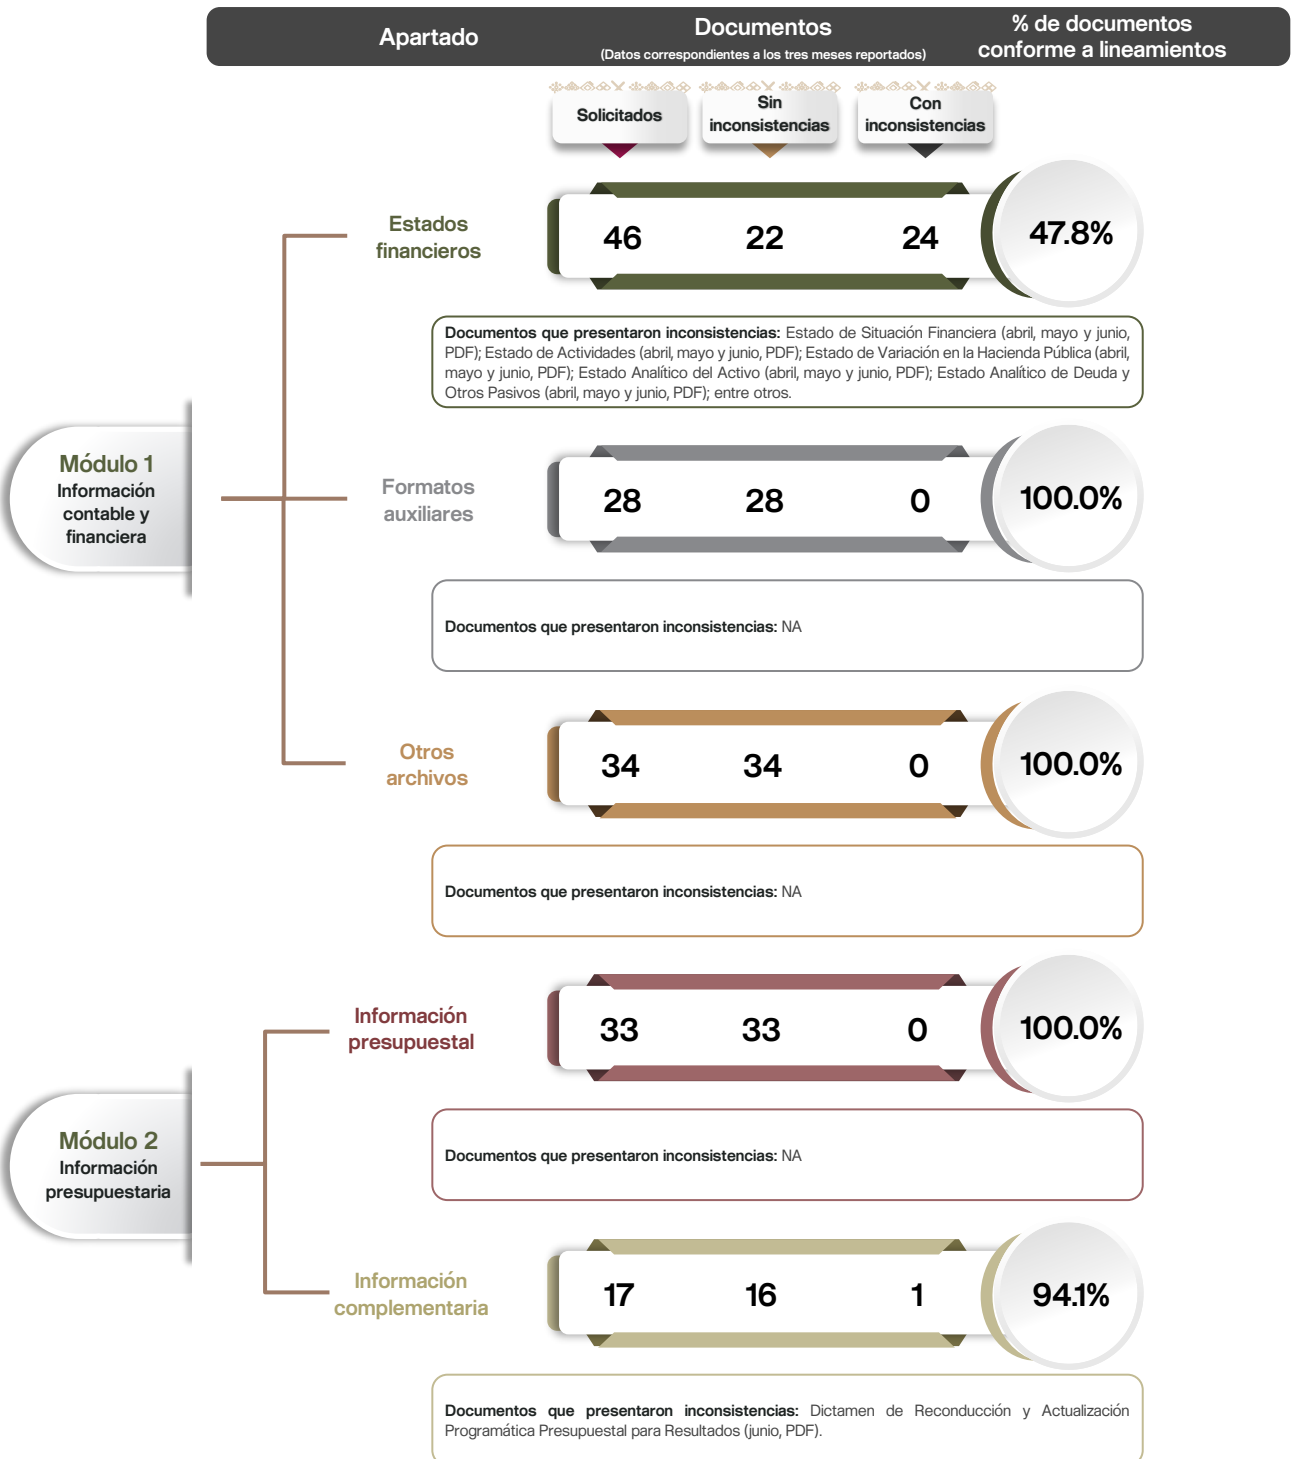 Apartado
Documentos
(Datos correspondientes a los tres meses reportados)
% de documentos
conforme a lineamientos
Solicitados
Sin
inconsistencias
Con
inconsistencias
Módulo 1
Información
contable y
financiera
Estados
financieros
46 22 24 47.8%
Documentos que presentaron inconsistencias: Estado de Situación Financiera (abril, mayo y junio,
PDF); Estado de Actividades (abril, mayo y junio, PDF); Estado de Variación en la Hacienda Pública (abril,
mayo y junio, PDF); Estado Analítico del Activo (abril, mayo y junio, PDF); Estado Analítico de Deuda y
Otros Pasivos (abril, mayo y junio, PDF); entre otros.
Formatos
auxiliares
28 28 0 100.0%
Documentos que presentaron inconsistencias: NA
Otros
archivos
34 34 0 100.0%
Documentos que presentaron inconsistencias: NA
Módulo 2
Información
presupuestaria
Información
presupuestal
33 33 0 100.0%
Documentos que presentaron inconsistencias: NA
Información
complementaria
17 16 1 94.1%
Documentos que presentaron inconsistencias: Dictamen de Reconducción y Actualización
Programática Presupuestal para Resultados (junio, PDF).